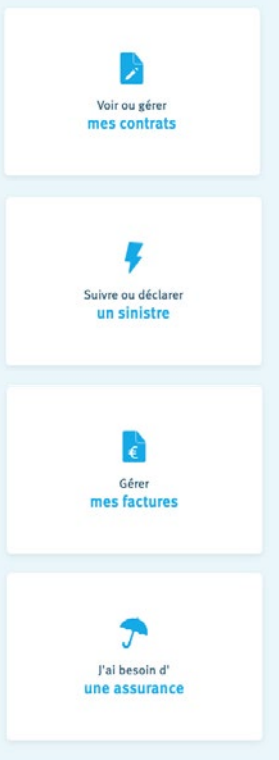 Voir ou gérer
mes contrats
Suivre ou déclarer
un sinistre
€
Gérer
mes factures
J'ai besoin d'
une assurance